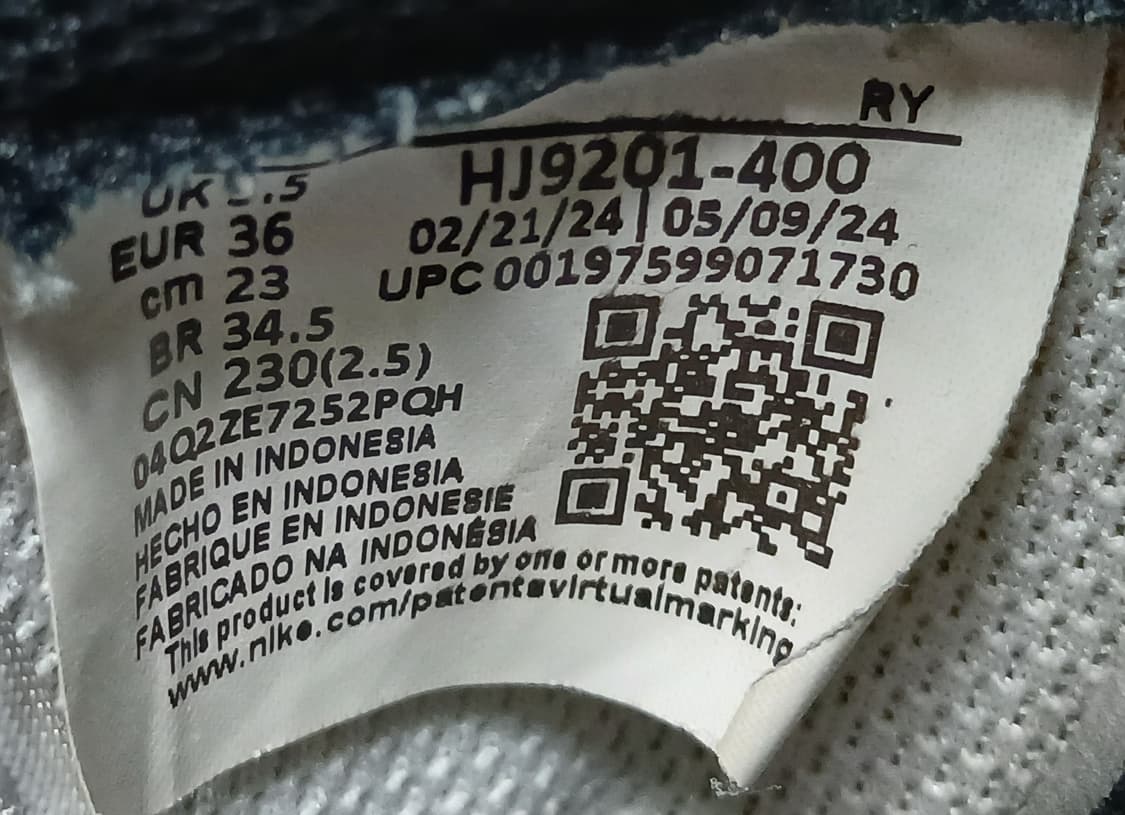 RY
HJ9201-400
02/21/24 | 05/09/24
UPC 00197599071730
UK
EUR 36
cm 23
BR 34.5
CN 230(2.5)
04Q2ZE7252PQH
MADE IN INDONESIA
HECHO EN INDONESIA
FABRIQUE EN INDONESIE
FABRICADO NA INDONÉSIA
This product is covered by one or more patents:
www.nike.com/patentsvirtualmarking